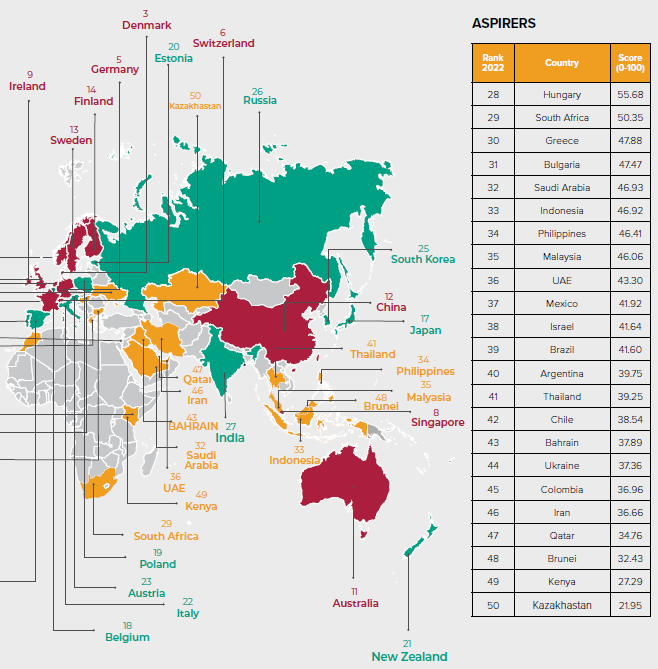 3
Denmark
20
Estonia
6
Switzerland
5
Germany
9
Ireland
14
Finland
50
Kazakhastan
26
Russia
13
Sweden
25
South Korea
12
China
17
Japan
41
Thailand
34
Philippines
35
Malyasia
48
Brunei
8
Singapore
47
Qatar
46
Iran
43
BAHRAIN
27
India
32
Saudi
Arabia
33
Indonesia
36
UAE
49
Kenya
29
South Africa
19
Poland
23
Austria
22
Italy
18
Belgium
11
Australia
21
New Zealand
ASPIRERS
Rank 2022 Country Score (0-100)
28 Hungary 55.68
29 South Africa 50.35
30 Greece 47.88
31 Bulgaria 47.47
32 Saudi Arabia 46.93
33 Indonesia 46.92
34 Philippines 46.41
35 Malaysia 46.06
36 UAE 43.30
37 Mexico 41.92
38 Israel 41.64
39 Brazil 41.60
40 Argentina 39.75
41 Thailand 39.25
42 Chile 38.54
43 Bahrain 37.89
44 Ukraine 37.36
45 Colombia 36.96
46 Iran 36.66
47 Qatar 34.76
48 Brunei 32.43
49 Kenya 27.29
50 Kazakhastan 21.95